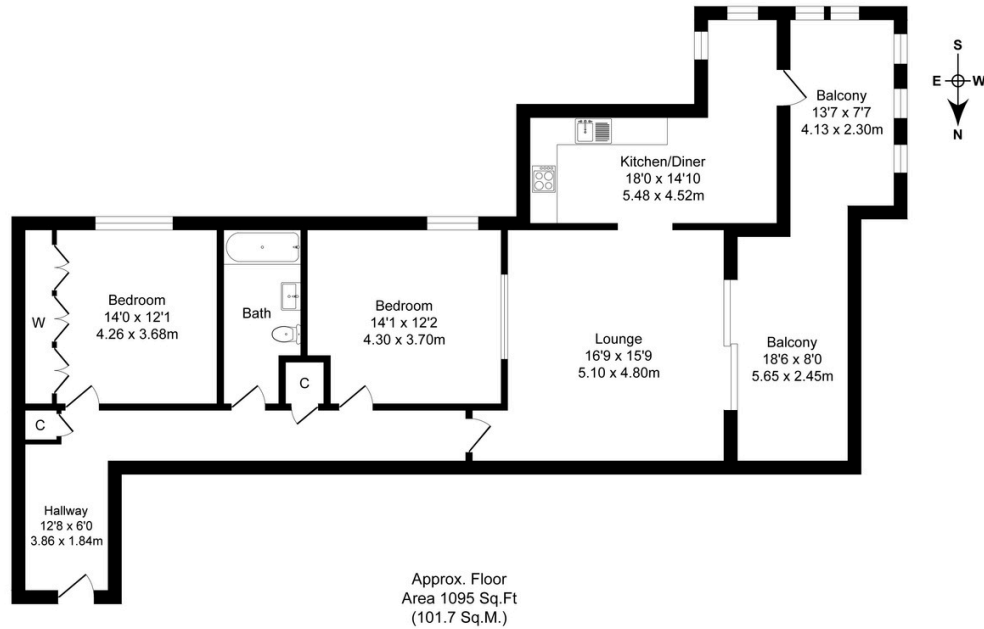 S
E W
N
Balcony
13'7 x 7'7
4.13 x 2.30m
Kitchen/Diner
18'0 x 14'10
5.48 x 4.52m
Bedroom
14'0 x 12'1
4.26 x 3.68m
W
Bath
Bedroom
14'1 x 12'2
4.30 x 3.70m
Lounge
16'9 x 15'9
5.10 x 4.80m
Balcony
18'6 x 8'0
5.65 x 2.45m
C
C
Hallway
12'8 x 6'0
3.86 x 1.84m
Approx. Floor
Area 1095 Sq.Ft
(101.7 Sq.M.)